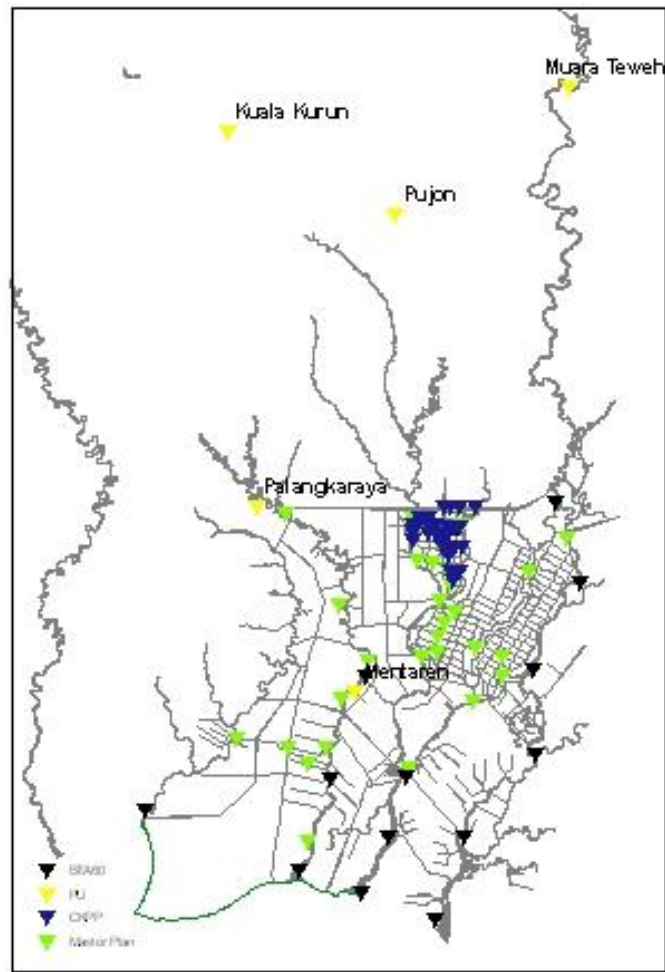 Muara Teweh
Kuala Kurun
Pujon
Palangkaraya
Mentaren
PU
CKPP
Master Plan